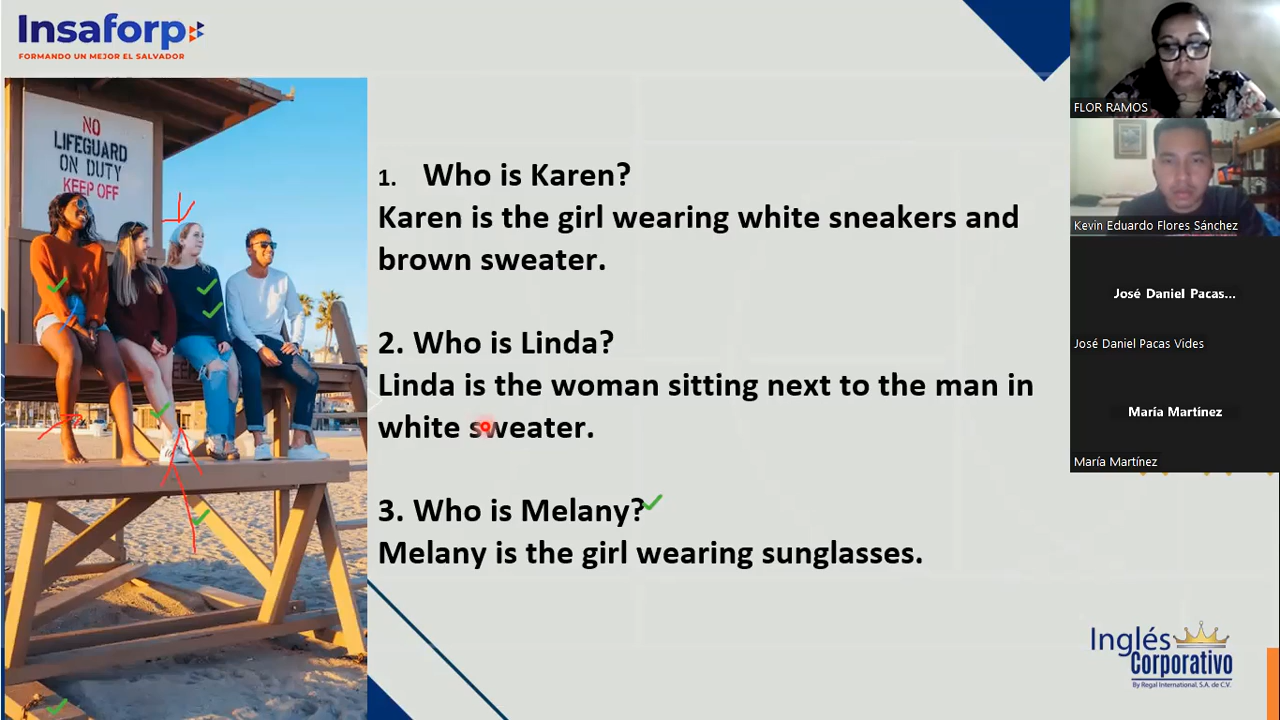 Insaforp
FORMANDO UN MEJOR EL SALVADOR
NO
LIFEGUARD
ON DUTY
KEEP OFF
1. Who is Karen?
Karen is the girl wearing white sneakers and
brown sweater.
2. Who is Linda?
Linda is the woman sitting next to the man in
white sweater.
3. Who is Melany?
Melany is the girl wearing sunglasses.
Inglés
Corporativo
By Regal International, S.A. de C.V.
FLOR RAMOS
Kevin Eduardo Flores Sánchez
José Daniel Pacas...
José Daniel Pacas Vides
María Martínez
María Martínez